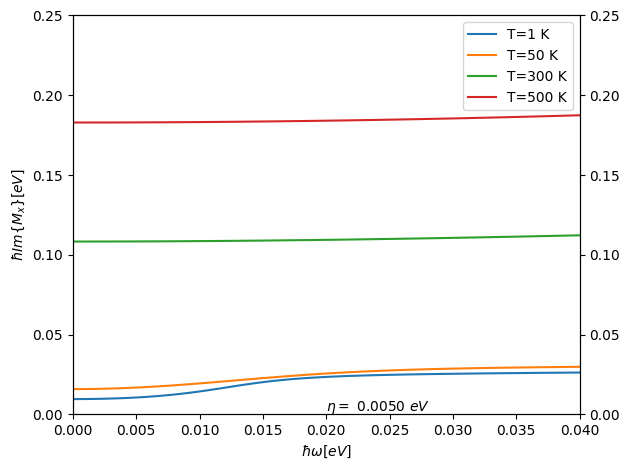 0.25 0.25
T=1 K
T=50 K
T=300 K
T=500 K
0.20 0.20
0.15 0.15
ħIm{Mₓ}[eV]
0.10 0.10
0.05 0.05
η = 0.0050 eV
0.00 0.00
0.000 0.005 0.010 0.015 0.020 0.025 0.030 0.035 0.040
ħω[eV]